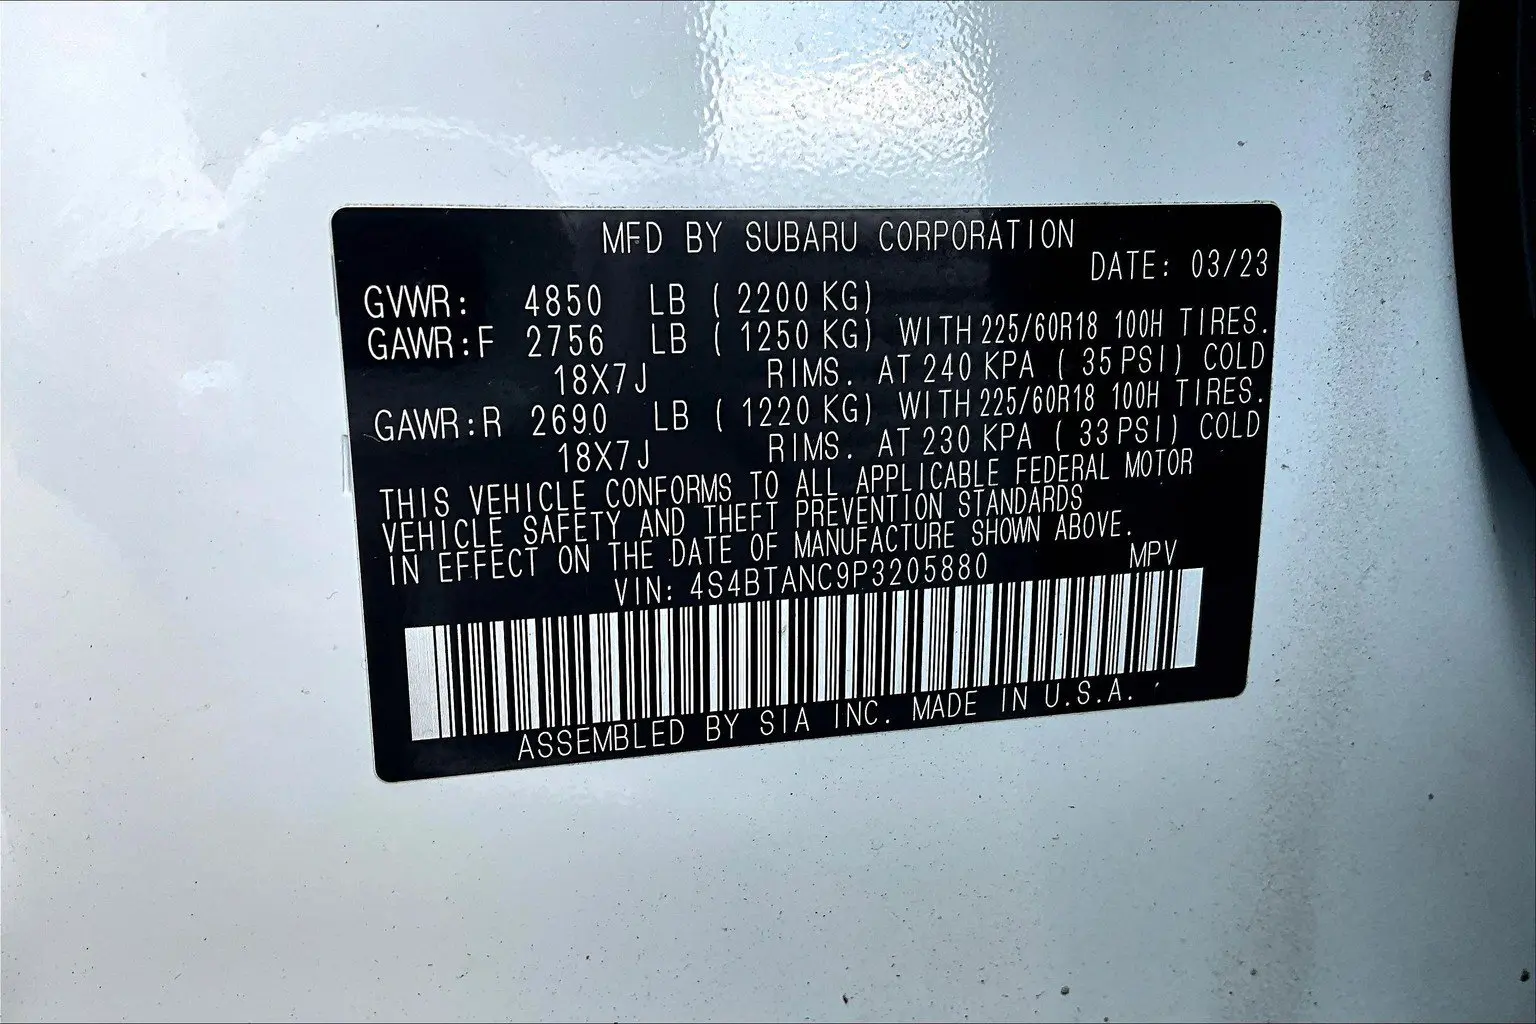 MFD BY SUBARU CORPORATION
DATE: 03/23
GVWR: 4850 LB ( 2200 KG)
GAWR:F 2756 LB ( 1250 KG) WITH 225/60R18 100H TIRES.
18X7J RIMS. AT 240 KPA ( 35 PSI) COLD
GAWR:R 2690 LB ( 1220 KG) WITH 225/60R18 100H TIRES.
18X7J RIMS. AT 230 KPA ( 33 PSI) COLD
THIS VEHICLE CONFORMS TO ALL APPLICABLE FEDERAL MOTOR
VEHICLE SAFETY AND THEFT PREVENTION STANDARDS
IN EFFECT ON THE DATE OF MANUFACTURE SHOWN ABOVE.
VIN: 4S4BTANC9P3205880 MPV
ASSEMBLED BY SIA INC. MADE IN U.S.A.